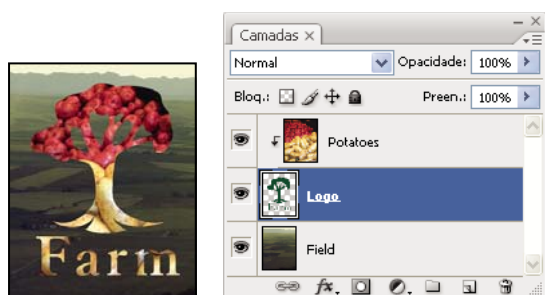 Farm
Camadas ×
Normal Opacidade: 100%
Bloq.: Preen.: 100%
Potatoes
Logo
Field